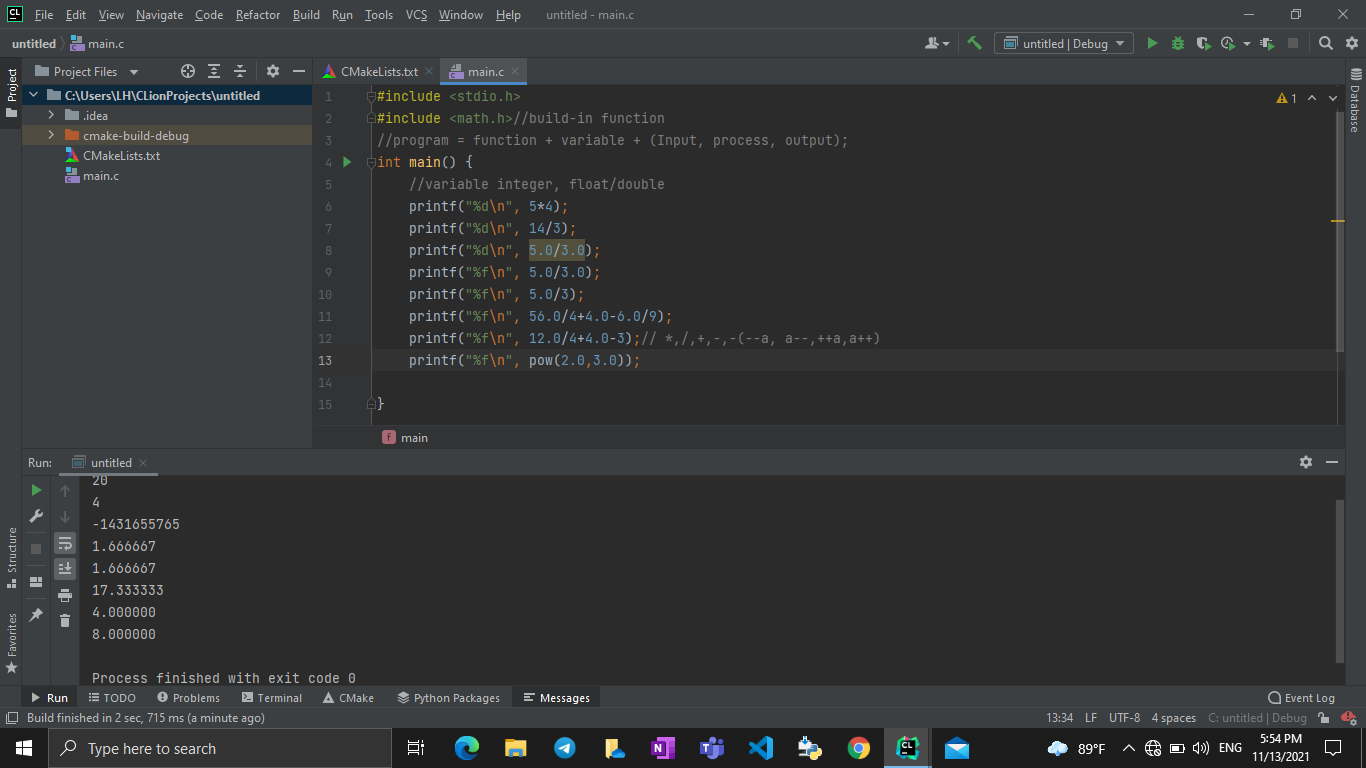 CL File Edit View Navigate Code Refactor Build Run Tools VCS Window Help untitled - main.c
untitled main.c untitled | Debug
Project Project Files CMakeLists.txt main.c
C:\Users\LH\CLionProjects\untitled
.idea
cmake-build-debug
CMakeLists.txt
main.c
1 #include <stdio.h>
2 #include <math.h>//build-in function
3 //program = function + variable + (Input, process, output);
4 int main() {
5 //variable integer, float/double
6 printf("%d\n", 5*4);
7 printf("%d\n", 14/3);
8 printf("%d\n", 5.0/3.0);
9 printf("%f\n", 5.0/3.0);
10 printf("%f\n", 5.0/3);
11 printf("%f\n", 56.0/4+4.0-6.0/9);
12 printf("%f\n", 12.0/4+4.0-3);// *,/,+,-,-(--a, a--,++a,a++)
13 printf("%f\n", pow(2.0,3.0));
14
15 }
1
Database
f main
Run: untitled
20
4
-1431655765
1.666667
1.666667
17.333333
4.000000
8.000000
Process finished with exit code 0
Structure
Favorites
Run TODO Problems Terminal CMake Python Packages Messages Event Log
Build finished in 2 sec, 715 ms (a minute ago) 13:34 LF UTF-8 4 spaces C: untitled | Debug
Type here to search 89°F ENG 5:54 PM
11/13/2021